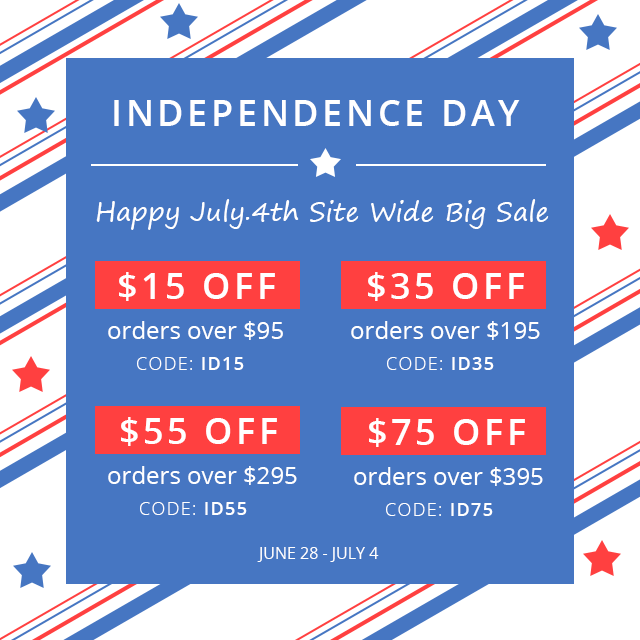 INDEPENDENCE DAY
Happy July.4th Site Wide Big Sale
$15 OFF
orders over $95
CODE: ID15
$35 OFF
orders over $195
CODE: ID35
$55 OFF
orders over $295
CODE: ID55
$75 OFF
orders over $395
CODE: ID75
JUNE 28 - JULY 4